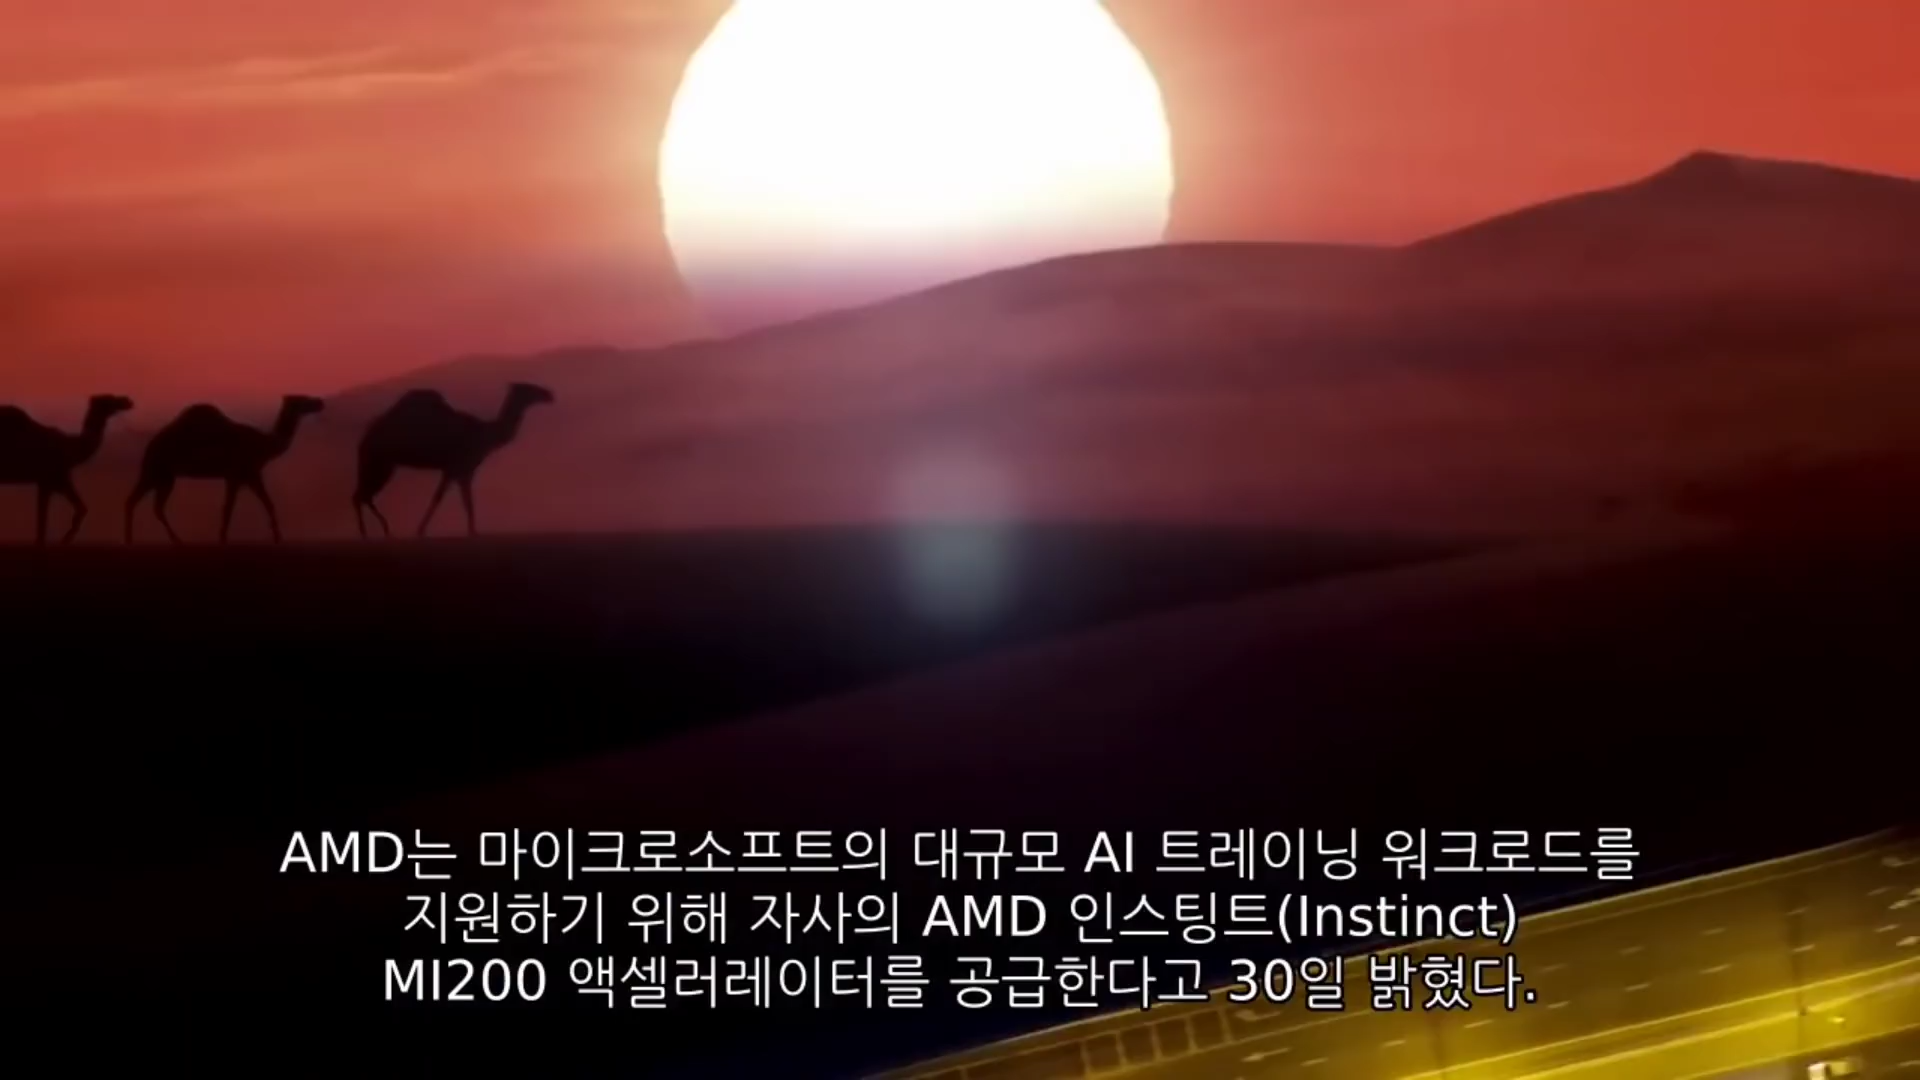 AMD는 마이크로소프트의 대규모 AI 트레이닝 워크로드를
지원하기 위해 자사의 AMD 인스팅트(Instinct)
MI200 액셀러레이터를 공급한다고 30일 밝혔다.